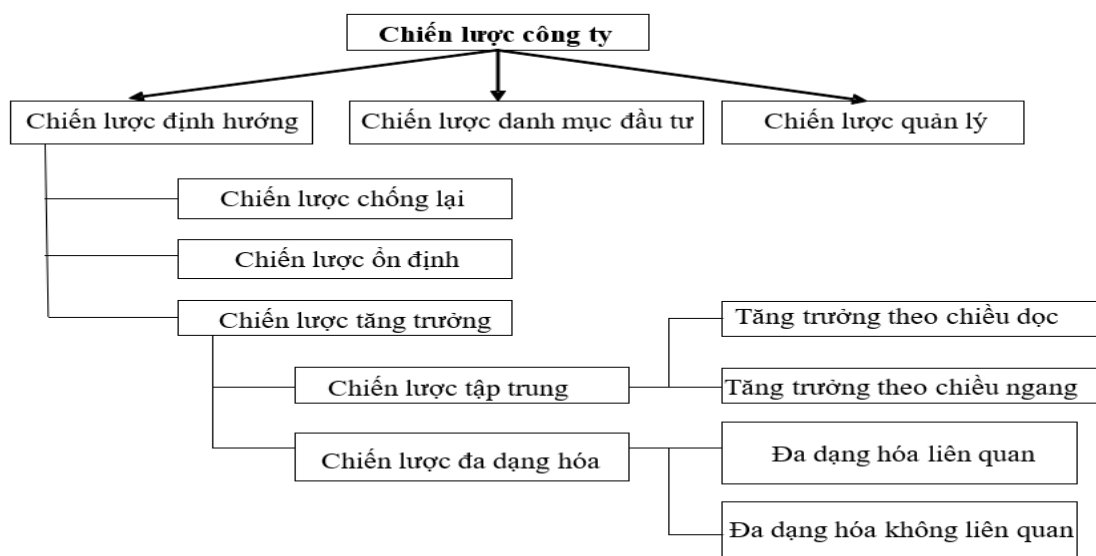 Chiến lược công ty
Chiến lược định hướng
Chiến lược danh mục đầu tư
Chiến lược quản lý
Chiến lược chống lại
Chiến lược ổn định
Chiến lược tăng trưởng
Tăng trưởng theo chiều dọc
Chiến lược tập trung
Tăng trưởng theo chiều ngang
Chiến lược đa dạng hóa
Đa dạng hóa liên quan
Đa dạng hóa không liên quan